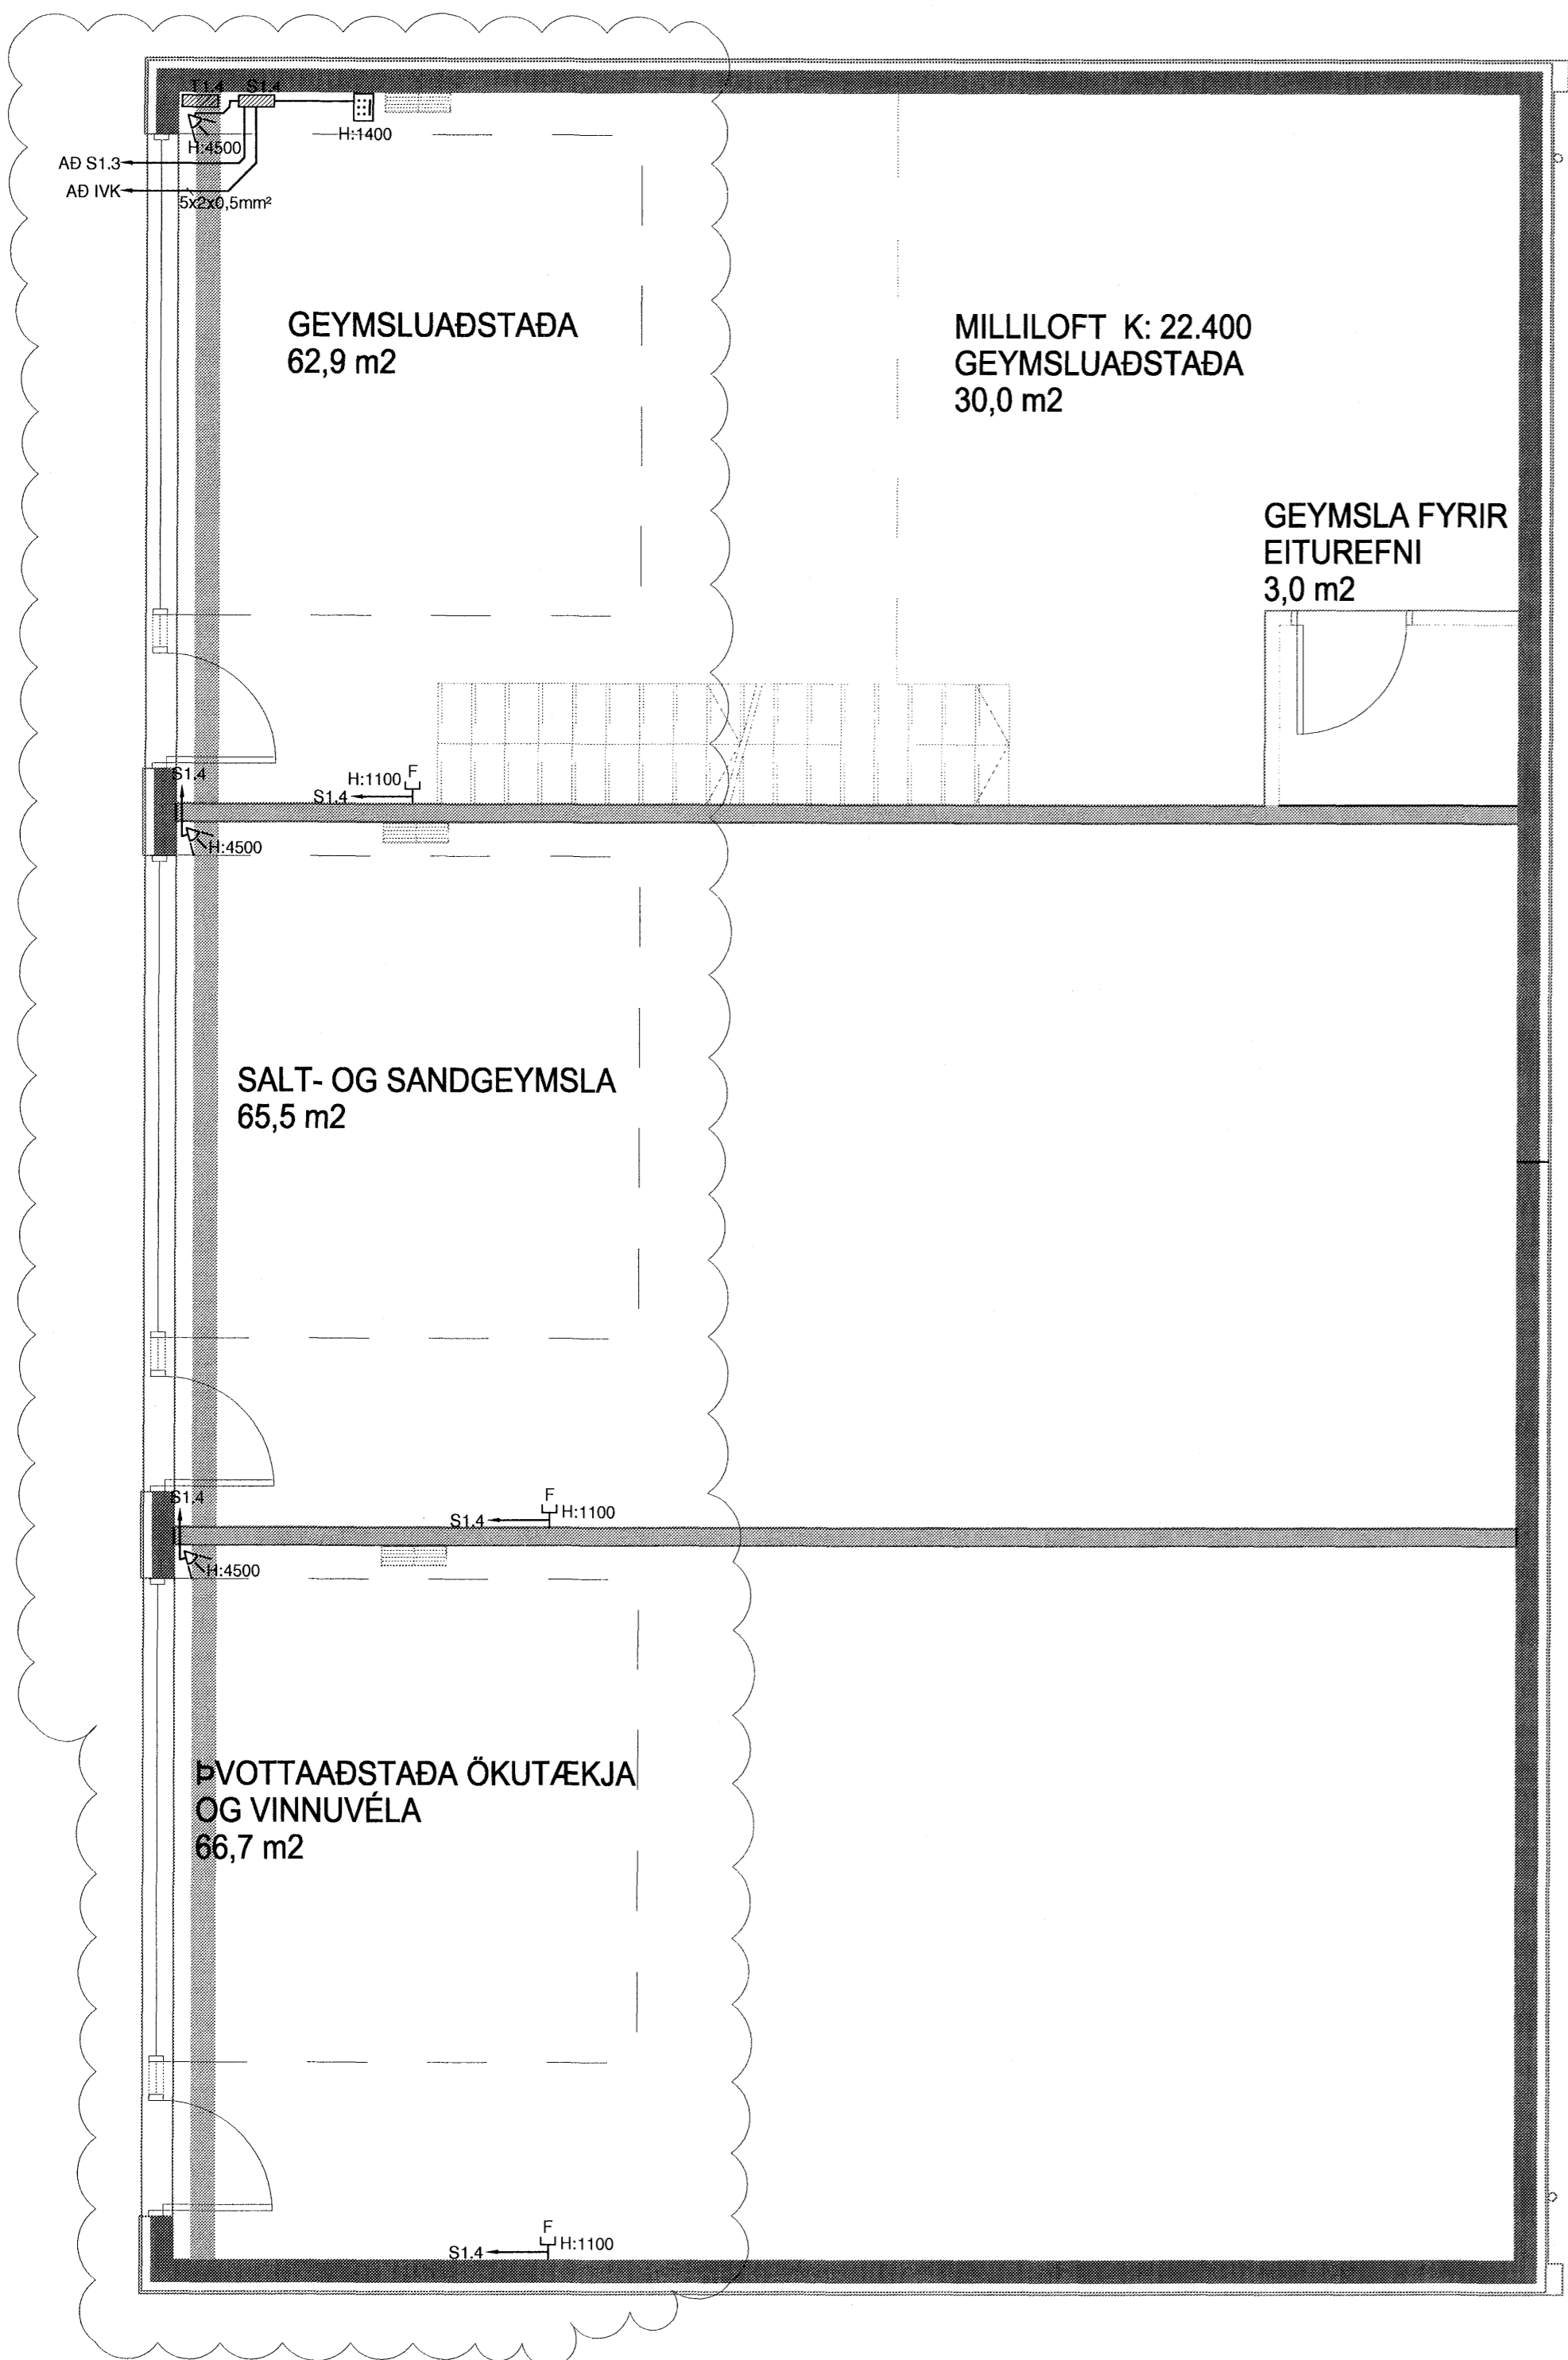 T1.4
S1.4
H:4500
H:1400
AÐ S1.3
AÐ IVK
5x2x0,5mm²
GEYMSLUAÐSTAÐA
62,9 m2
MILLILOFT K: 22.400
GEYMSLUAÐSTAÐA
30,0 m2
GEYMSLA FYRIR
EITUREFNI
3,0 m2
S1.4
H:1100
F
S1.4
H:4500
SALT- OG SANDGEYMSLA
65,5 m2
S1.4
F
H:1100
S1.4
H:4500
ÞVOTTAAÐSTAÐA ÖKUTÆKJA
OG VINNUVÉLA
66,7 m2
F
H:1100
S1.4